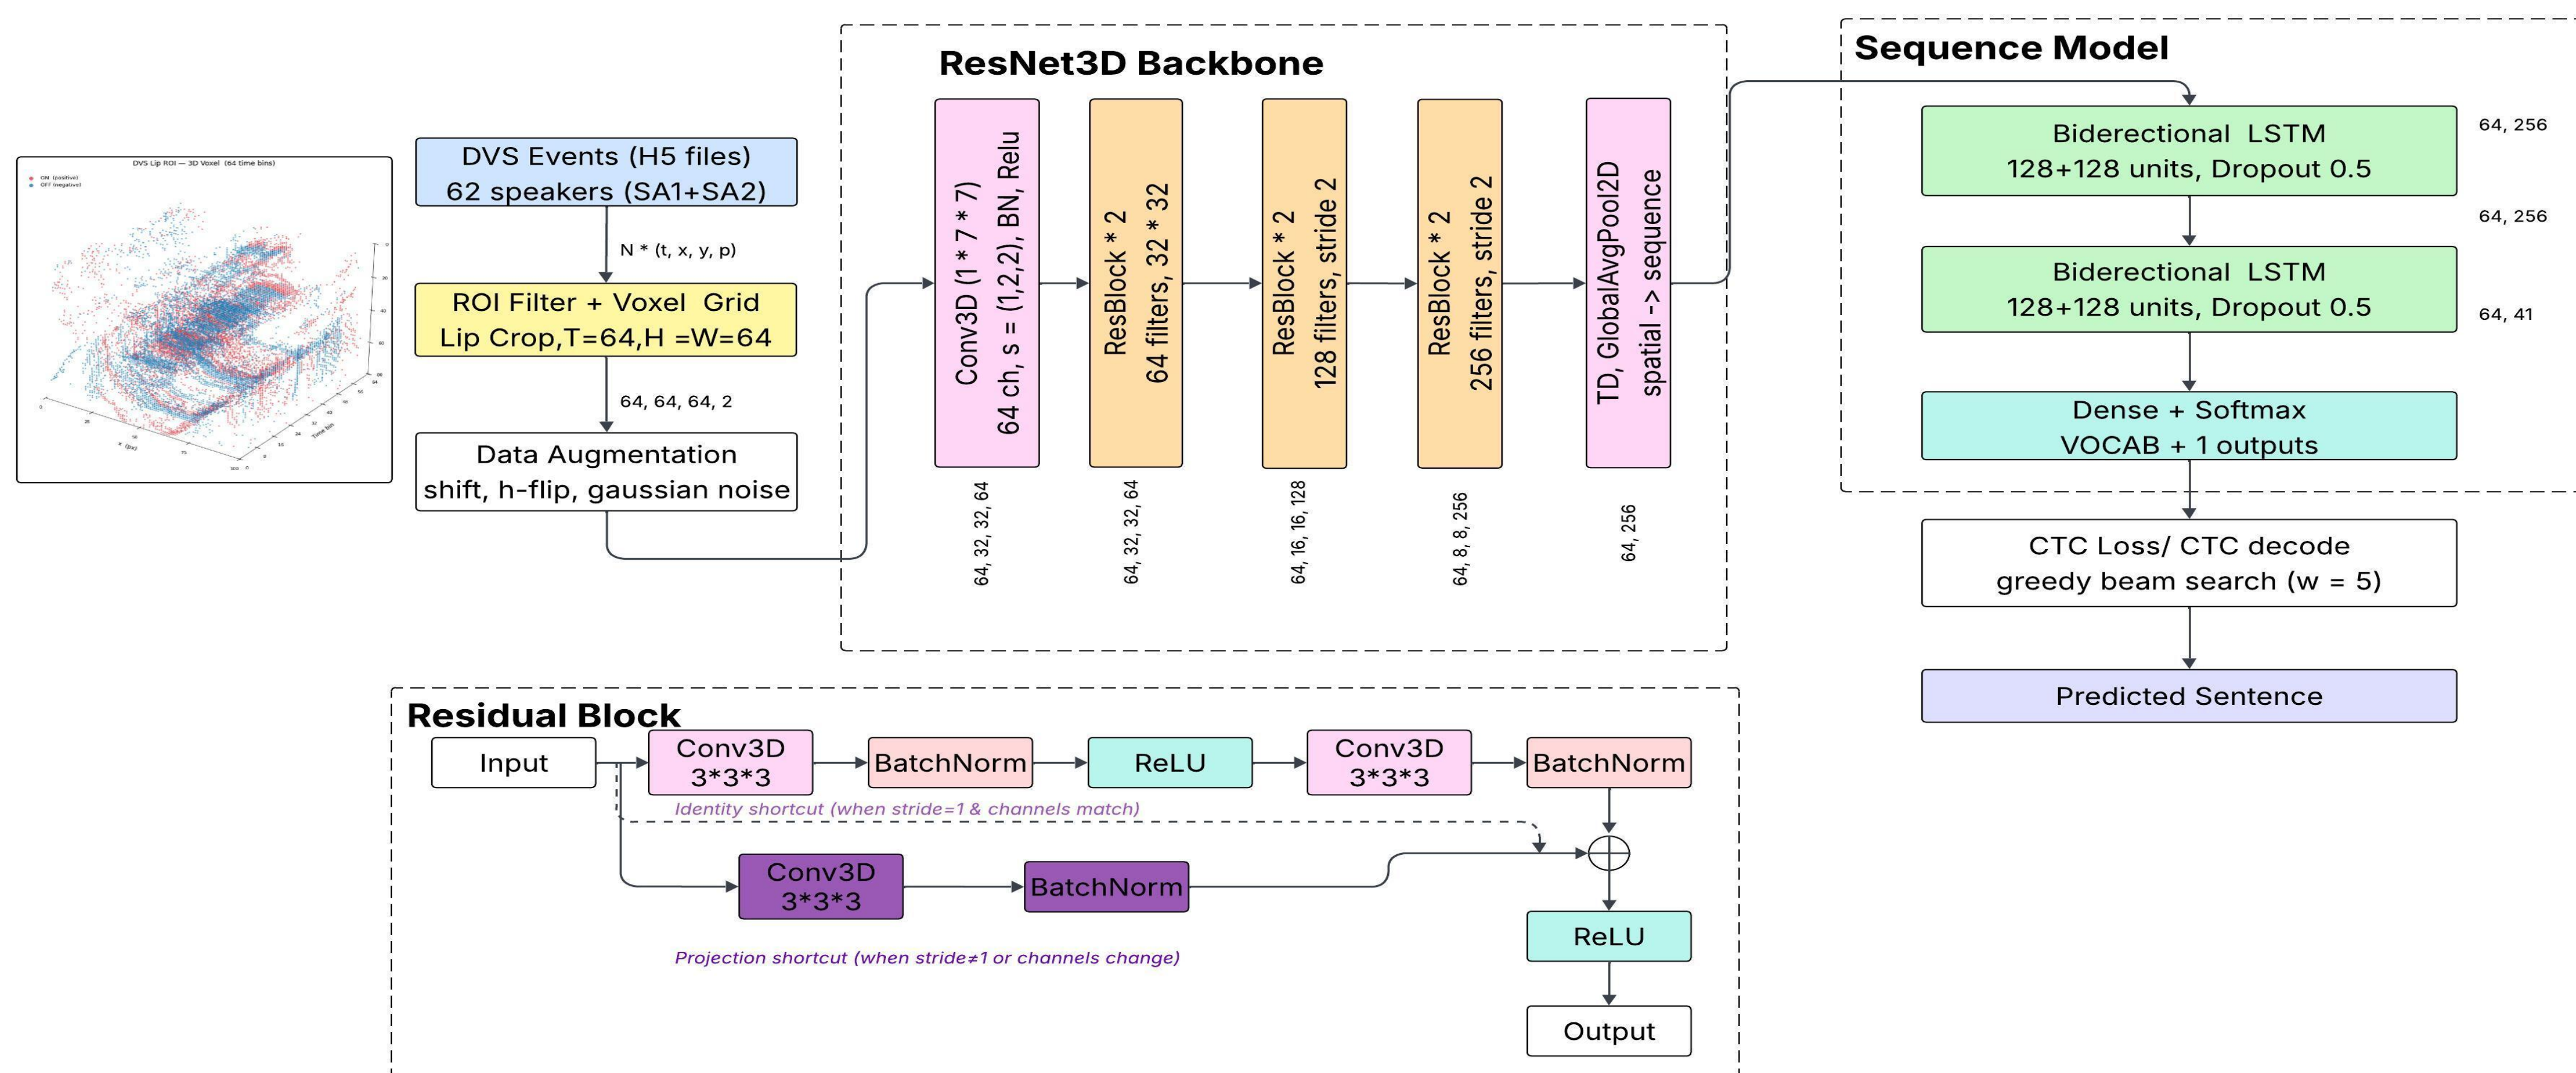 DVS Lip ROI — 3D Voxel (64 time bins)
ON (positive)
OFF (negative)
x (px)
Time bin
DVS Events (H5 files)
62 speakers (SA1+SA2)
N * (t, x, y, p)
ROI Filter + Voxel Grid
Lip Crop,T=64,H =W=64
64, 64, 64, 2
Data Augmentation
shift, h-flip, gaussian noise
ResNet3D Backbone
Conv3D (1 * 7 * 7)
64 ch, s = (1,2,2), BN, Relu
64, 32, 32, 64
ResBlock * 2
64 filters, 32 * 32
64, 32, 32, 64
ResBlock * 2
128 filters, stride 2
64, 16, 16, 128
ResBlock * 2
256 filters, stride 2
64, 8, 8, 256
TD, GlobalAvgPool2D
spatial -> sequence
64, 256
Sequence Model
Biderectional LSTM
128+128 units, Dropout 0.5
64, 256
64, 256
Biderectional LSTM
128+128 units, Dropout 0.5
64, 41
Dense + Softmax
VOCAB + 1 outputs
CTC Loss/ CTC decode
greedy beam search (w = 5)
Predicted Sentence
Residual Block
Input
Conv3D
3*3*3
BatchNorm
ReLU
Conv3D
3*3*3
BatchNorm
Identity shortcut (when stride=1 & channels match)
Conv3D
3*3*3
BatchNorm
Projection shortcut (when stride≠1 or channels change)
ReLU
Output